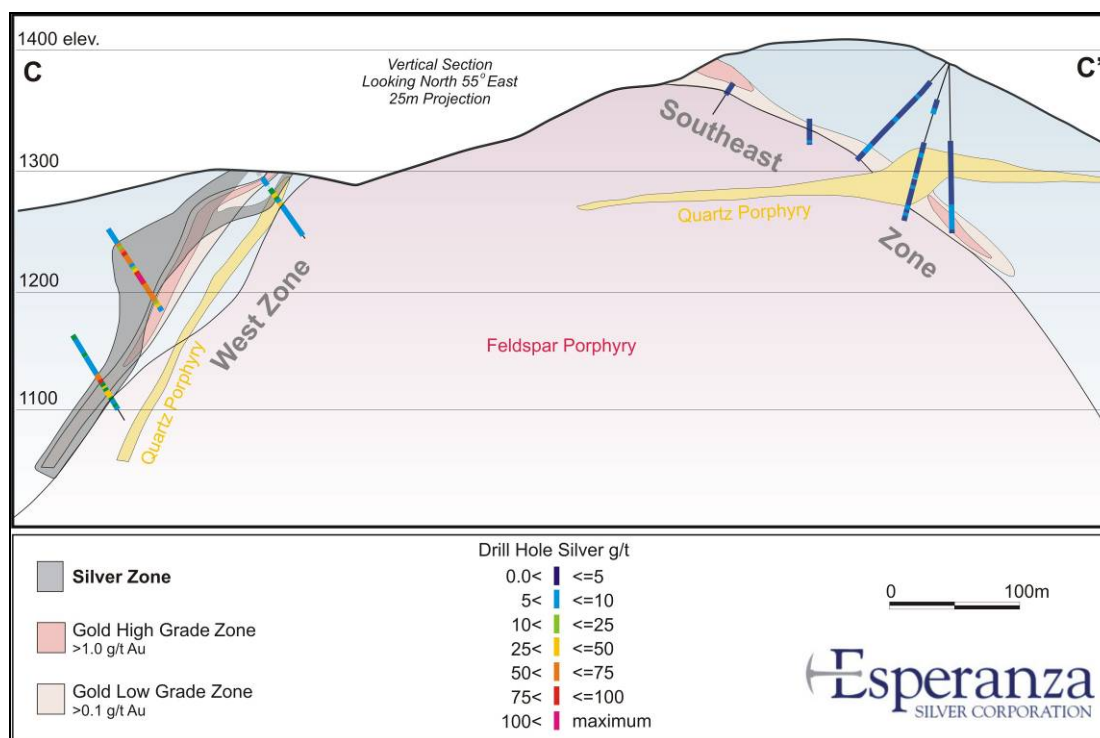 1400 elev.
C
Vertical Section
Looking North 55° East
25m Projection
C'
Southeast
Zone
1300
Quartz Porphyry
1200
West Zone
Feldspar Porphyry
Quartz Porphyry
1100
Silver Zone
Gold High Grade Zone
>1.0 g/t Au
Gold Low Grade Zone
>0.1 g/t Au
Drill Hole Silver g/t
0.0< <=5
5< <=10
10< <=25
25< <=50
50< <=75
75< <=100
100< maximum
0 100m
Esperanza
SILVER CORPORATION